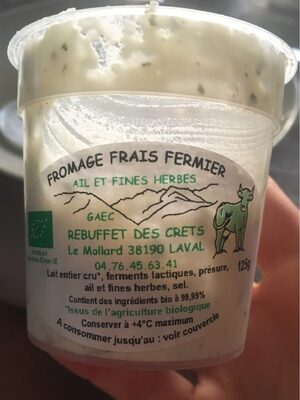 FROMAGE FRAIS FERMIER
AIL ET FINES HERBES
GAEC
REBUFFET DES CRETS
Le Mollard 38190 LAVAL
04.76.45.63.41
125g
Lait entier cru*, ferments lactiques, présure,
ail et fines herbes, sel.
Contient des ingrédients bio à 99,99%
*Issus de l'agriculture biologique
Conserver à +4°C maximum
A consommer jusqu'au : voir couvercle